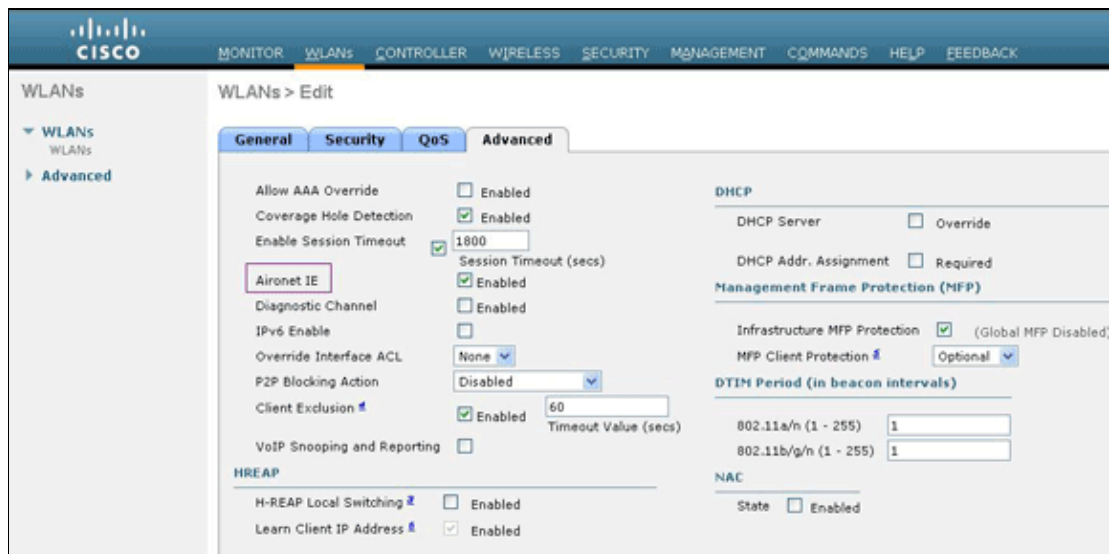 CISCO
MONITOR WLANs CONTROLLER WIRELESS SECURITY MANAGEMENT COMMANDS HELP FEEDBACK
WLANs
WLANs
WLANs
Advanced
WLANs > Edit
General Security QoS Advanced
Allow AAA Override Enabled
Coverage Hole Detection Enabled
Enable Session Timeout 1800
Session Timeout (secs)
Aironet IE Enabled
Diagnostic Channel Enabled
IPv6 Enable
Override Interface ACL None
P2P Blocking Action Disabled
Client Exclusion Enabled 60
Timeout Value (secs)
VoIP Snooping and Reporting
HREAP
H-REAP Local Switching 2 Enabled
Learn Client IP Address Enabled
DHCP
DHCP Server Override
DHCP Addr. Assignment Required
Management Frame Protection (MFP)
Infrastructure MFP Protection (Global MFP Disabled)
MFP Client Protection Optional
DTIM Period (in beacon intervals)
802.11a/n (1 - 255) 1
802.11b/g/n (1 - 255) 1
NAC
State Enabled